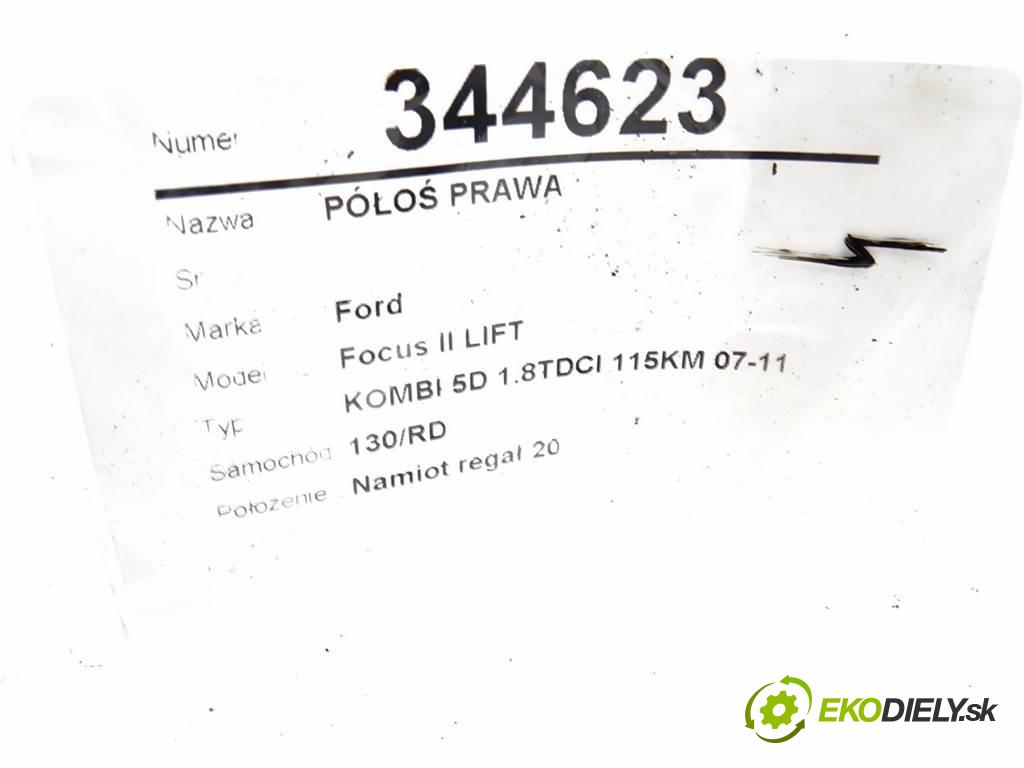 Numer 344623
Nazwa PÓŁOŚ PRAWA
Marka Ford
Model Focus II LIFT
Typ KOMBI 5D 1.8TDCI 115KM 07-11
Samochód 130/RD
Położenie Namiot regał 20
EKODIELY.sk